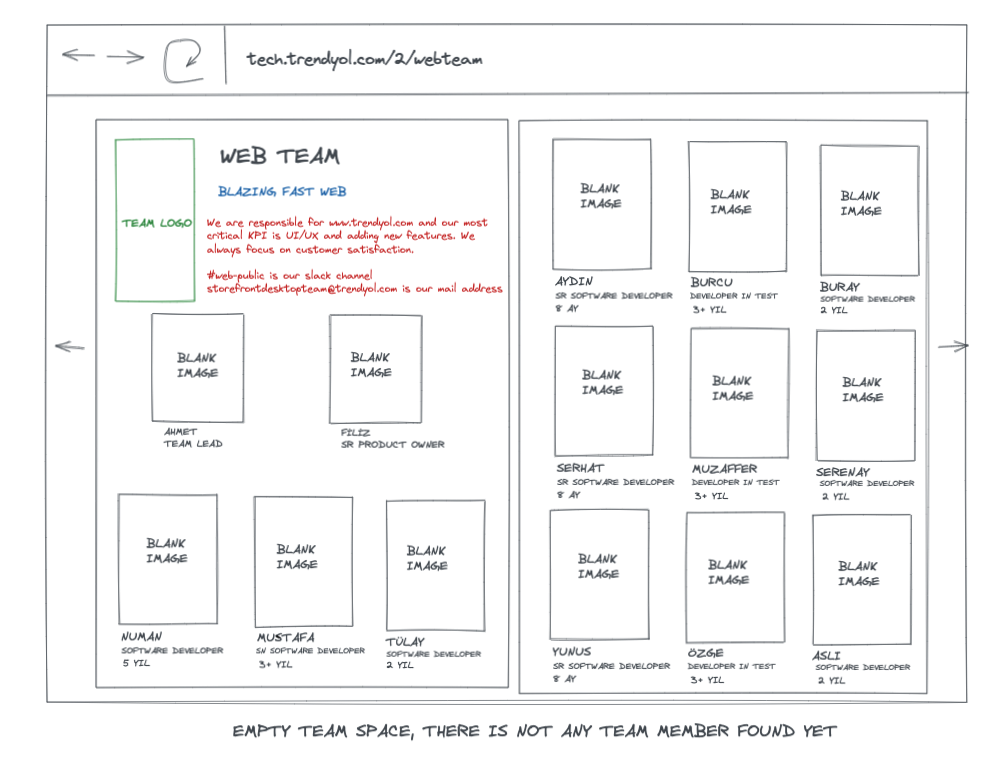 tech.trendyol.com/2/webteam
TEAM LOGO
WEB TEAM
BLAZING FAST WEB
We are responsible for www.trendyol.com and our most
critical KPI is UI/UX and adding new features. We
always focus on customer satisfaction.
#web-public is our slack channel
storefrontdesktopteam@trendyol.com is our mail address
BLANK
IMAGE
AHMET
TEAM LEAD
BLANK
IMAGE
FİLİZ
SR PRODUCT OWNER
BLANK
IMAGE
NUMAN
SOFTWARE DEVELOPER
5 YIL
BLANK
IMAGE
MUSTAFA
SN SOFTWARE DEVELOPER
3+ YIL
BLANK
IMAGE
TÜLAY
SOFTWARE DEVELOPER
2 YIL
BLANK
IMAGE
AYDIN
SR SOFTWARE DEVELOPER
8 AY
BLANK
IMAGE
BURCU
DEVELOPER IN TEST
3+ YIL
BLANK
IMAGE
BURAY
SOFTWARE DEVELOPER
2 YIL
BLANK
IMAGE
SERHAT
SR SOFTWARE DEVELOPER
8 AY
BLANK
IMAGE
MUZAFFER
DEVELOPER IN TEST
3+ YIL
BLANK
IMAGE
SERENAY
SOFTWARE DEVELOPER
2 YIL
BLANK
IMAGE
YUNUS
SR SOFTWARE DEVELOPER
8 AY
BLANK
IMAGE
ÖZGE
DEVELOPER IN TEST
3+ YIL
BLANK
IMAGE
ASLI
SOFTWARE DEVELOPER
2 YIL
EMPTY TEAM SPACE, THERE IS NOT ANY TEAM MEMBER FOUND YET